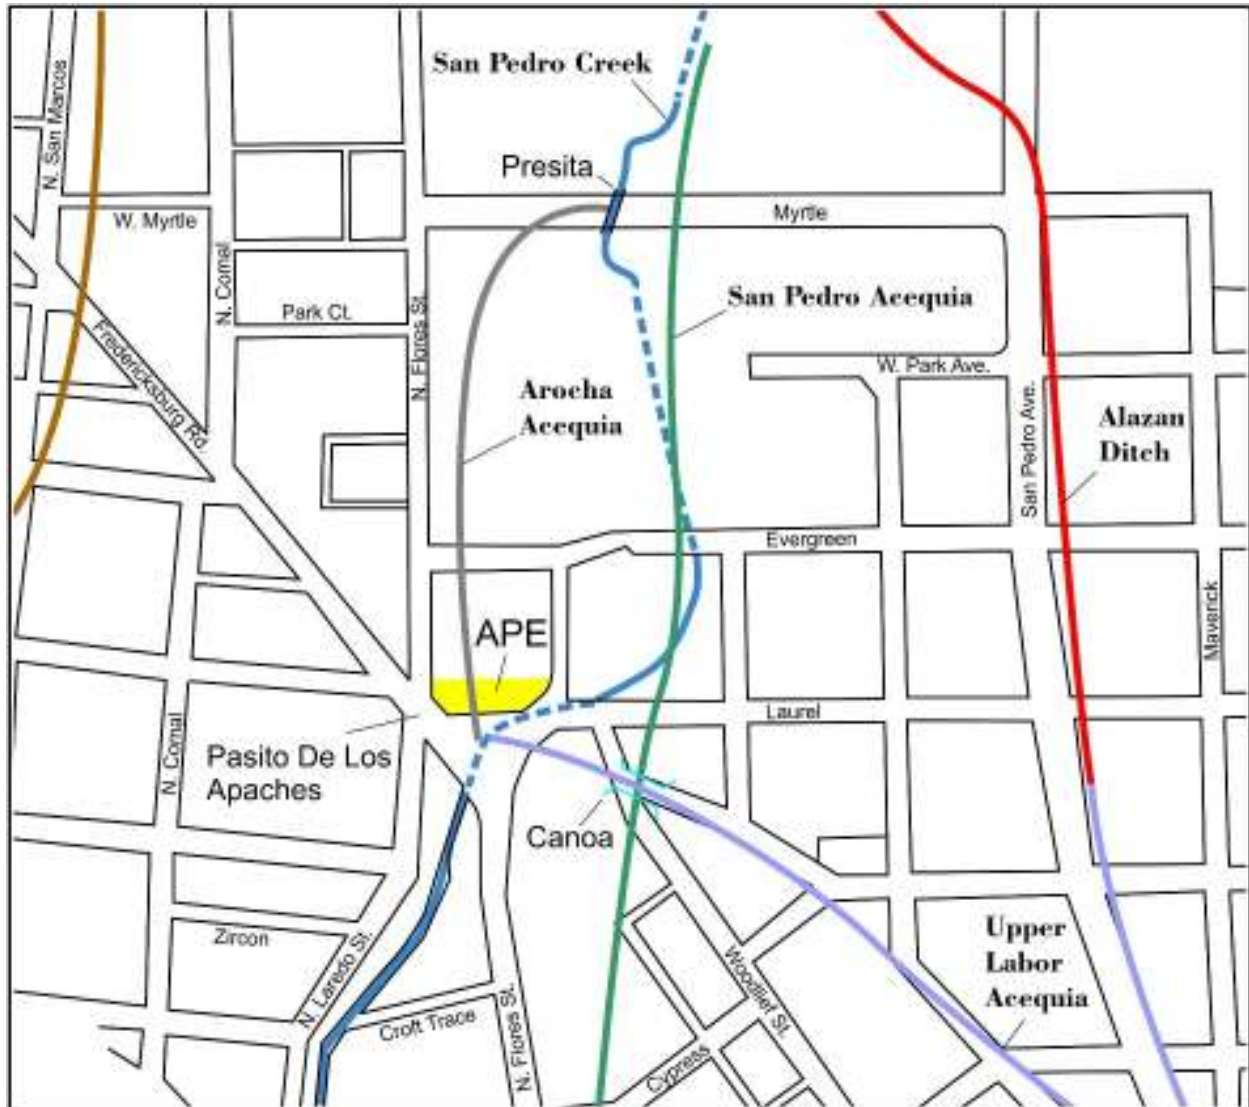 San Pedro Creek
N. San Marcos
Presita
W. Myrtle
Myrtle
N. Comal
San Pedro Acequia
Park Ct.
N. Flores St.
Fredericksburg Rd.
W. Park Ave.
Arocha
Acequia
San Pedro Ave.
Alazan
Ditch
Evergreen
APE
Maverick
Laurel
Pasito De Los
Apaches
N. Comal
Canoa
Zircon
N. Laredo St.
Woodlief St.
Upper
Labor
Acequia
Croft Trace
N. Flores St.
Cypress